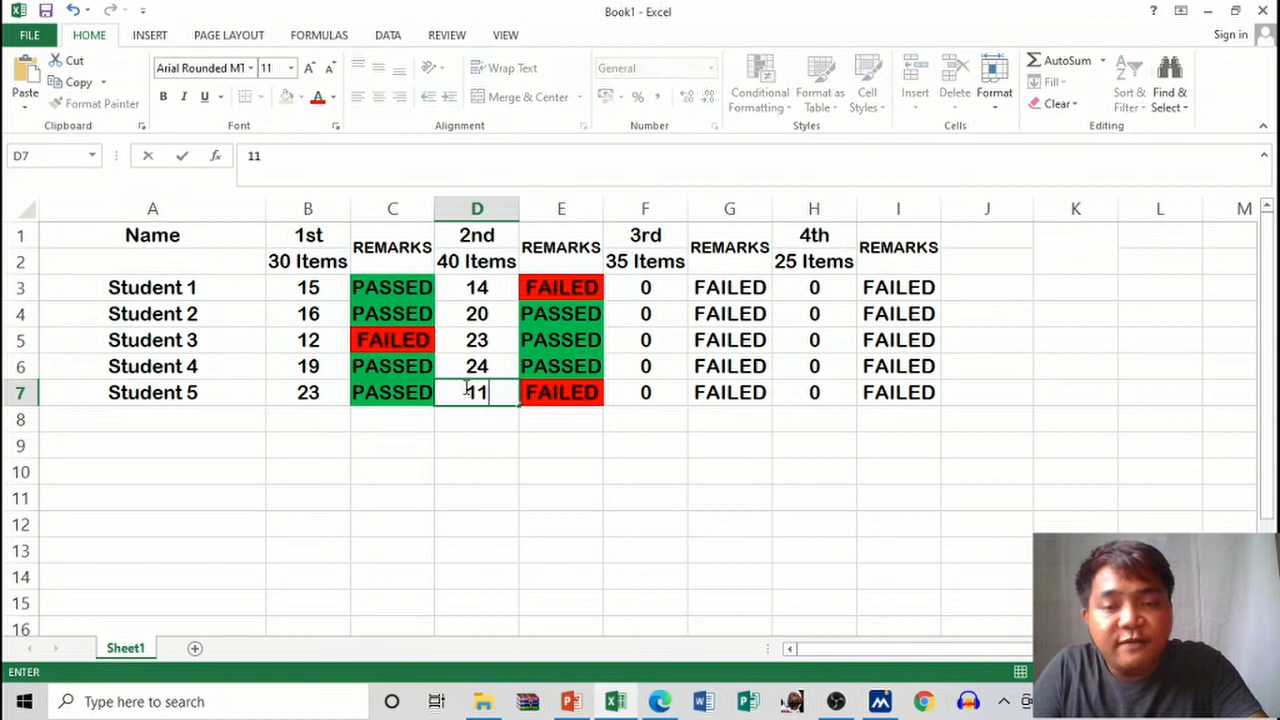 Book1 - Excel
FILE HOME INSERT PAGE LAYOUT FORMULAS DATA REVIEW VIEW Sign in
Paste Cut Copy Format Painter Clipboard
Arial Rounded MT 11 B I U A Font
Wrap Text Merge & Center Alignment
General % , Number
Conditional Formatting Format as Table Cell Styles Styles
Insert Delete Format Cells
AutoSum Fill Clear Sort & Filter Find & Select Editing
D7 fx 11
A B C D E F G H I J K L M
1 Name 1st REMARKS 2nd REMARKS 3rd REMARKS 4th REMARKS
2 30 Items 40 Items 35 Items 25 Items
3 Student 1 15 PASSED 14 FAILED 0 FAILED 0 FAILED
4 Student 2 16 PASSED 20 PASSED 0 FAILED 0 FAILED
5 Student 3 12 FAILED 23 PASSED 0 FAILED 0 FAILED
6 Student 4 19 PASSED 24 PASSED 0 FAILED 0 FAILED
7 Student 5 23 PASSED 11 FAILED 0 FAILED 0 FAILED
8
9
10
11
12
13
14
15
16
Sheet1
ENTER
Type here to search